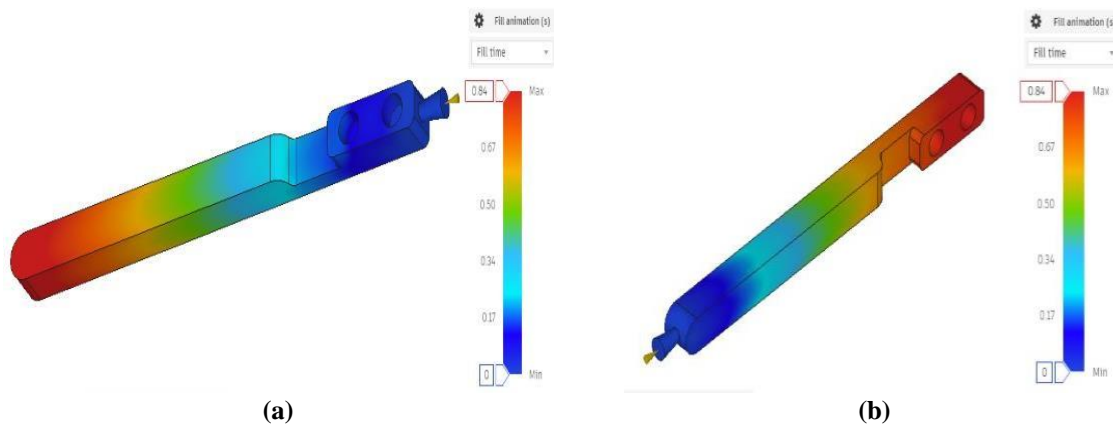 Fill animation (s)
Fill time
0.84 Max
0.67
0.50
0.34
0.17
0 Min
(a)
Fill animation (s
Fill time
0.84 Max
0.67
0.50
0.34
0.17
0 Min
(b)